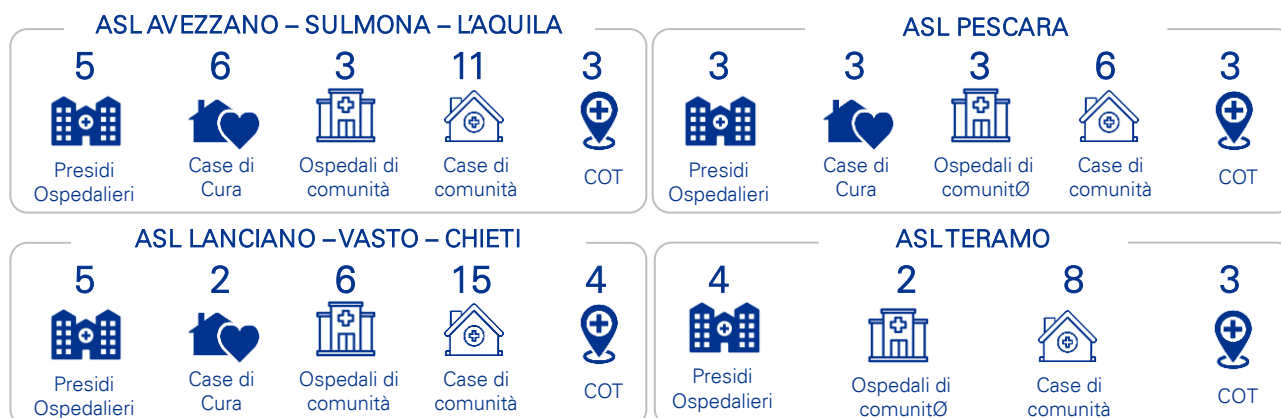 ASL AVEZZANO – SULMONA – L'AQUILA
5 6 3 11 3
Presidi Ospedalieri
Case di Cura
Ospedali di comunità
Case di comunità
COT
ASL PESCARA
3 3 3 6 3
Presidi Ospedalieri
Case di Cura
Ospedali di comunitØ
Case di comunità
COT
ASL LANCIANO – VASTO – CHIETI
5 2 6 15 4
Presidi Ospedalieri
Case di Cura
Ospedali di comunità
Case di comunità
COT
ASL TERAMO
4 2 8 3
Presidi Ospedalieri
Ospedali di comunitØ
Case di comunità
COT